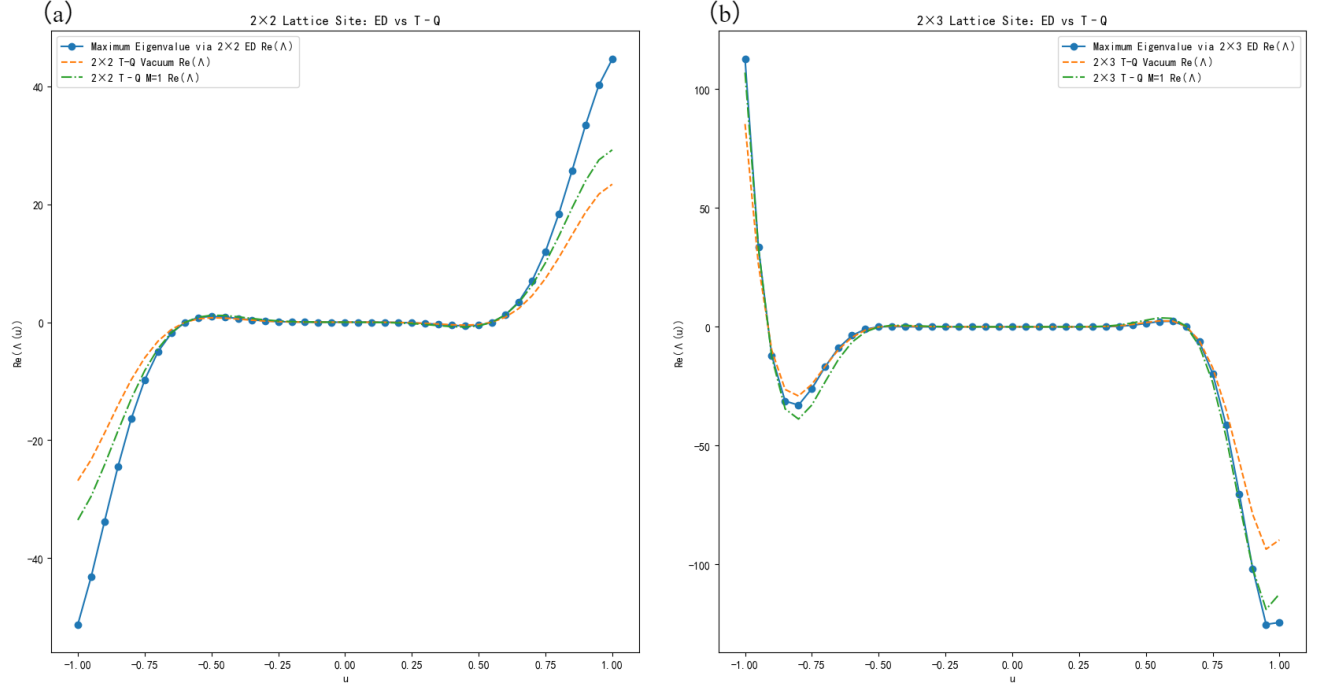 (a)
2×2 Lattice Site: ED vs T-Q
Maximum Eigenvalue via 2×2 ED Re(Λ)
2×2 T-Q Vacuum Re(Λ)
2×2 T-Q M=1 Re(Λ)
40
20
0
−20
−40
Re(Λ(u))
−1.00 −0.75 −0.50 −0.25 0.00 0.25 0.50 0.75 1.00
u
(b)
2×3 Lattice Site: ED vs T-Q
Maximum Eigenvalue via 2×3 ED Re(Λ)
2×3 T-Q Vacuum Re(Λ)
2×3 T-Q M=1 Re(Λ)
100
50
0
−50
−100
Re(Λ(u))
−1.00 −0.75 −0.50 −0.25 0.00 0.25 0.50 0.75 1.00
u